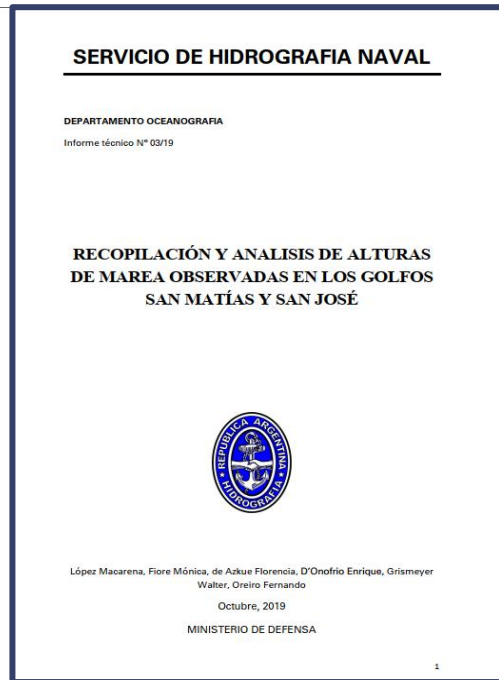 SERVICIO DE HIDROGRAFIA NAVAL
DEPARTAMENTO OCEANOGRAFIA
Informe técnico Nº 03/19
RECOPILACIÓN Y ANALISIS DE ALTURAS
DE MAREA OBSERVADAS EN LOS GOLFOS
SAN MATÍAS Y SAN JOSÉ
REPUBLICA ARGENTINA
HIDROGRAFIA
López Macarena, Fiore Mónica, de Azkue Florencia, D'Onofrio Enrique, Grismeyer
Walter, Oreiro Fernando
Octubre, 2019
MINISTERIO DE DEFENSA
1